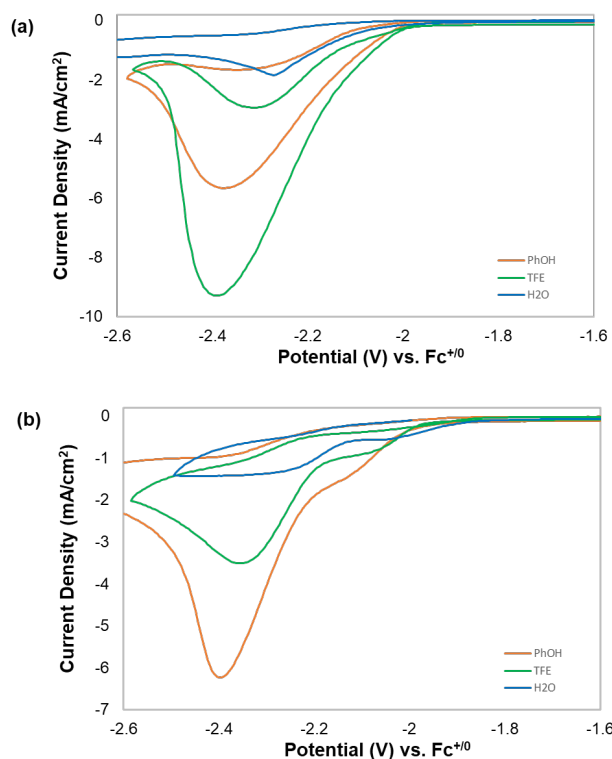 (a)
0
-2
-4
-6
-8
-10
Current Density (mA/cm²)
PhOH
TFE
H2O
-2.6 -2.4 -2.2 -2 -1.8 -1.6
Potential (V) vs. Fc⁺/⁰
(b)
0
-1
-2
-3
-4
-5
-6
-7
Current Density (mA/cm²)
PhOH
TFE
H2O
-2.6 -2.4 -2.2 -2 -1.8 -1.6
Potential (V) vs. Fc⁺/⁰